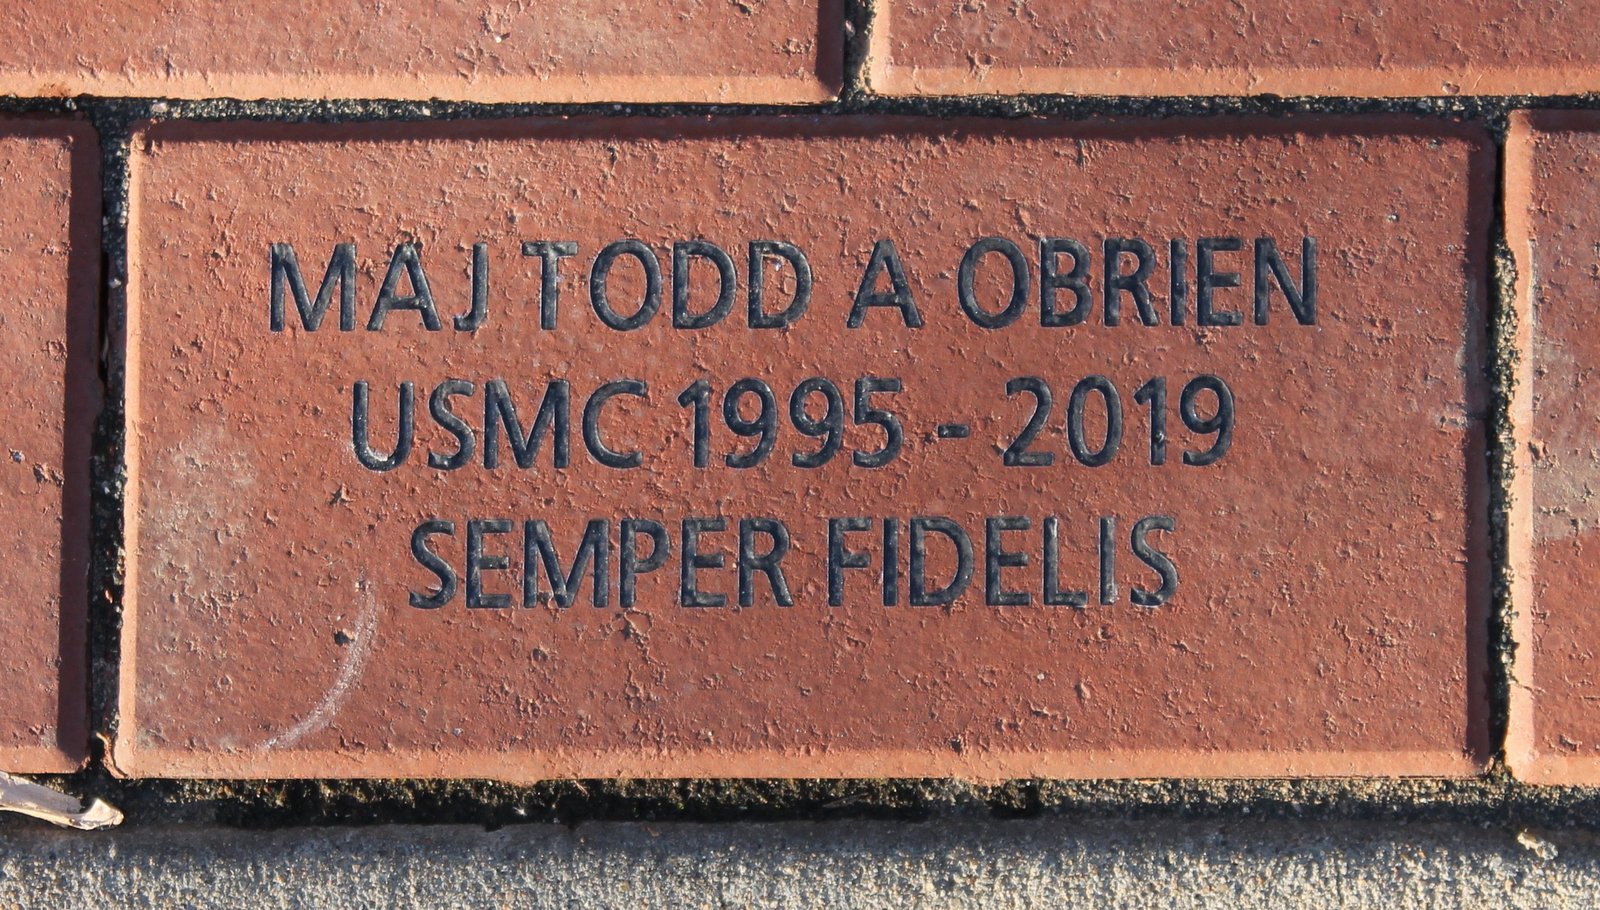 MAJ TODD A OBRIEN
USMC 1995 - 2019
SEMPER FIDELIS